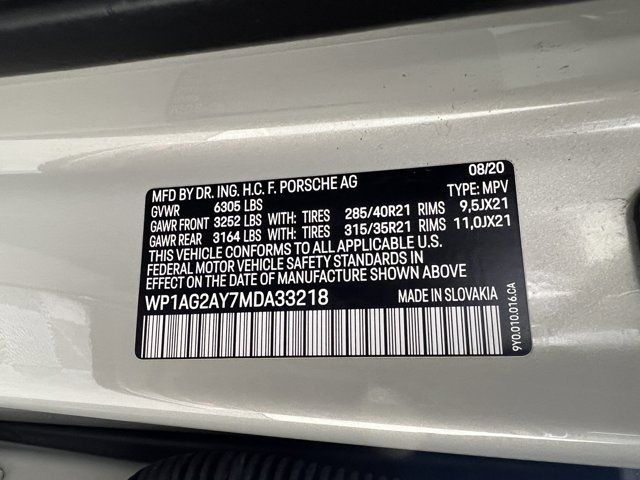 08/20
MFD BY DR. ING. H.C. F. PORSCHE AG
TYPE: MPV
GVWR 6305 LBS
GAWR FRONT 3252 LBS WITH: TIRES 285/40R21 RIMS 9,5JX21
GAWR REAR 3164 LBS WITH: TIRES 315/35R21 RIMS 11,0JX21
THIS VEHICLE CONFORMS TO ALL APPLICABLE U.S.
FEDERAL MOTOR VEHICLE SAFETY STANDARDS IN
EFFECT ON THE DATE OF MANUFACTURE SHOWN ABOVE
WP1AG2AY7MDA33218 MADE IN SLOVAKIA
9Y0.010.016.CA